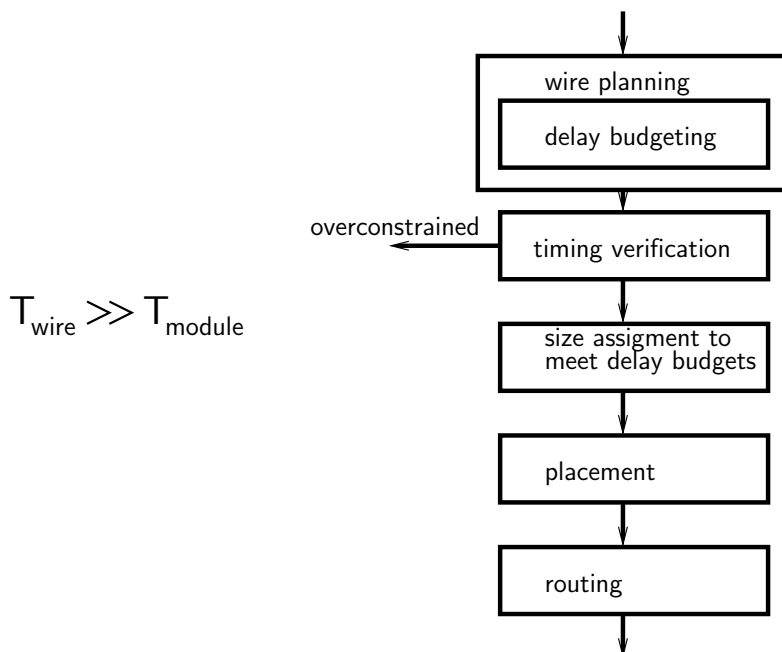 wire planning
delay budgeting
overconstrained
timing verification
T_wire >> T_module
size assigment to
meet delay budgets
placement
routing